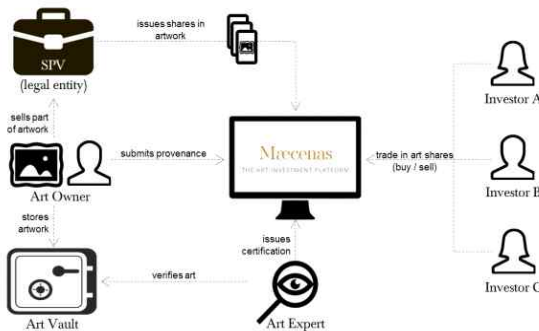 issues shares in
artwork
SPV
(legal entity)
sells part
of artwork
submits provenance
Mæcenas
THE ART INVESTMENT PLATFORM
trade in art shares
(buy / sell)
Investor A
Art Owner
Investor B
stores
artwork
issues
certification
verifies art
Art Vault
Art Expert
Investor C